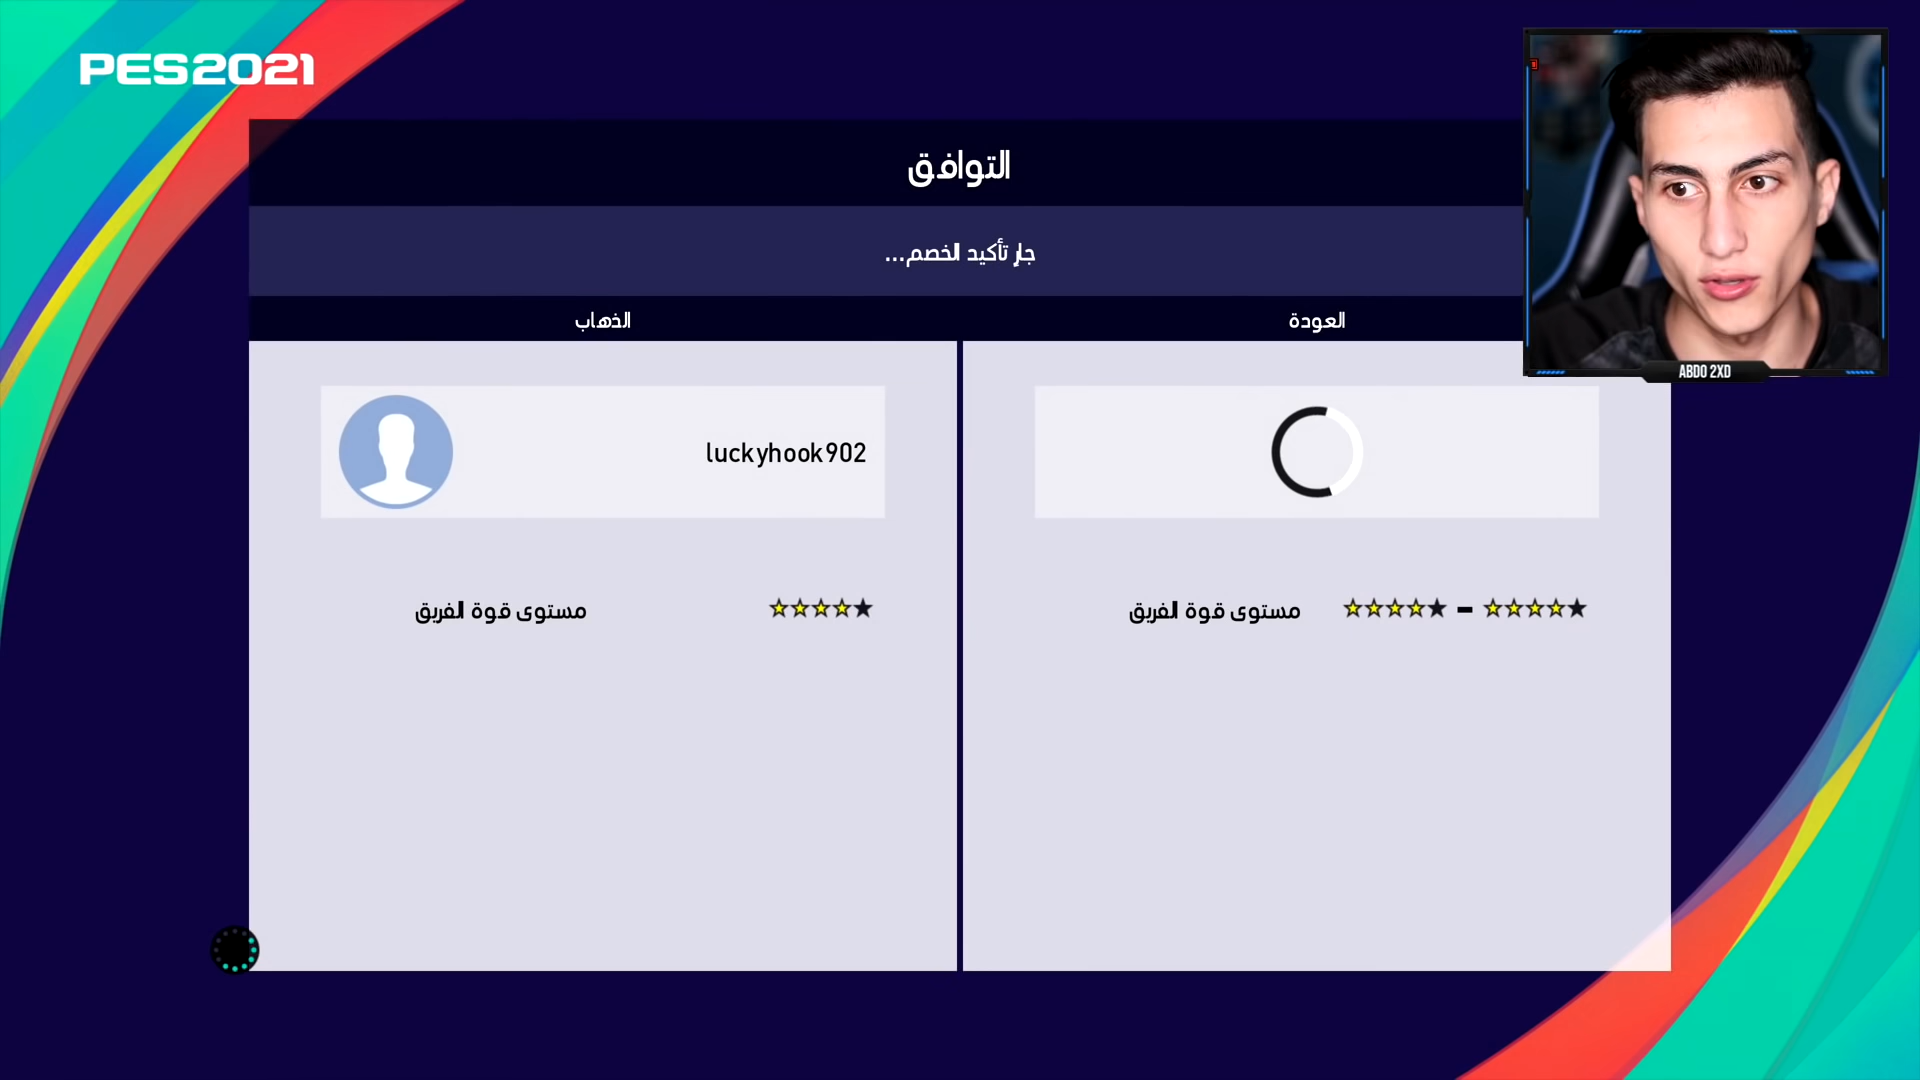 PES2021
التوافق
جارٍ تأكيد الخصم...
الذهاب
العودة
luckyhook902
مستوى قوة الفريق
مستوى قوة الفريق
ABDO 2XD